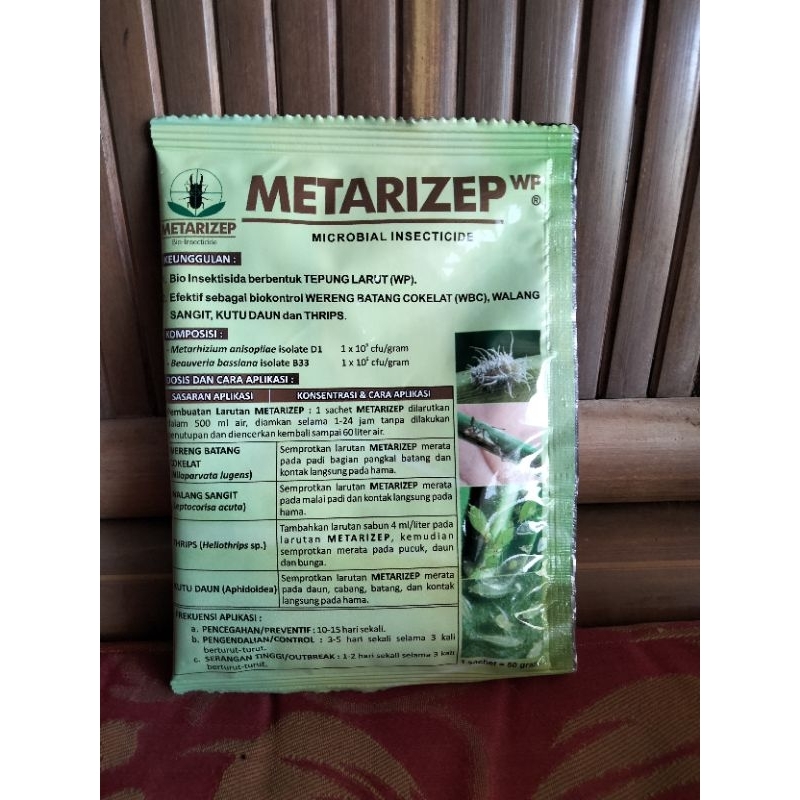 METARIZEP WP
®
METARIZEP
Bio-Insecticide
MICROBIAL INSECTICIDE
KEUNGGULAN :
Bio Insektisida berbentuk TEPUNG LARUT (WP).
Efektif sebagai biokontrol WERENG BATANG COKELAT (WBC), WALANG
SANGIT, KUTU DAUN dan THRIPS.
KOMPOSISI :
- Metarhizium anisopliae isolate D1 1 x 10⁹ cfu/gram
- Beauveria bassiana isolate B33 1 x 10⁹ cfu/gram
DOSIS DAN CARA APLIKASI :
SASARAN APLIKASI KONSENTRASI & CARA APLIKASI
Pembuatan Larutan METARIZEP : 1 sachet METARIZEP dilarutkan
dalam 500 ml air, diamkan selama 1-24 jam tanpa dilakukan
penutupan dan diencerkan kembali sampai 60 liter air.
WERENG BATANG
COKELAT
(Nilaparvata lugens)
Semprotkan larutan METARIZEP merata
pada padi bagian pangkal batang dan
kontak langsung pada hama.
WALANG SANGIT
(Leptocorisa acuta)
Semprotkan larutan METARIZEP merata
pada malai padi dan kontak langsung pada
hama.
THRIPS (Heliothrips sp.)
Tambahkan larutan sabun 4 ml/liter pada
larutan METARIZEP, kemudian
semprotkan merata pada pucuk, daun
dan bunga.
KUTU DAUN (Aphidoidea)
Semprotkan larutan METARIZEP merata
pada daun, cabang, batang, dan kontak
langsung pada hama.
FREKUENSI APLIKASI :
a. PENCEGAHAN/PREVENTIF : 10-15 hari sekali.
b. PENGENDALIAN/CONTROL : 3-5 hari sekali selama 3 kali
berturut-turut.
c. SERANGAN TINGGI/OUTBREAK : 1-2 hari sekali selama 3 kali
berturut-turut.
1 sachet = 60 gram